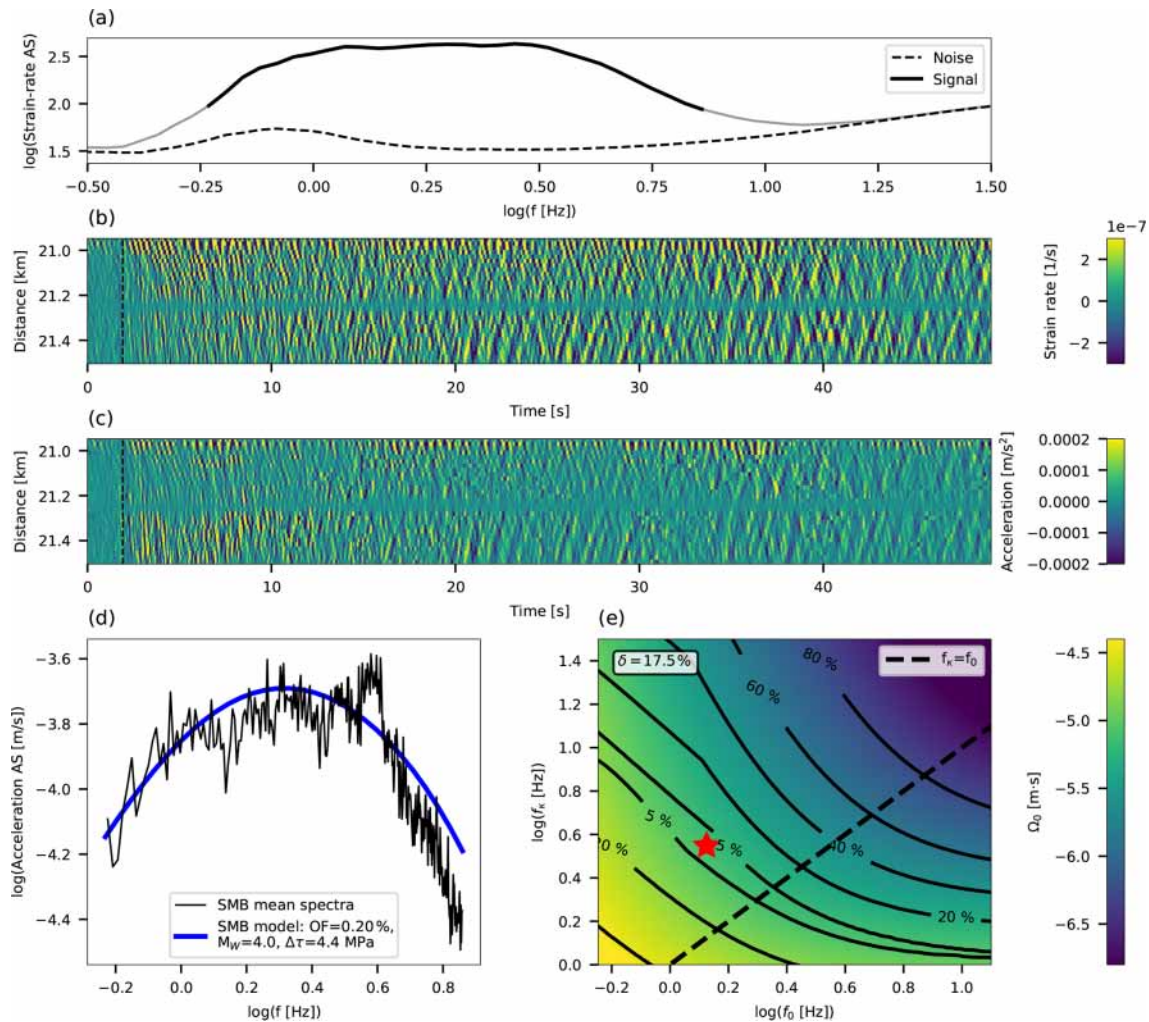 (a)
log(Strain-rate AS)
2.5
2.0
1.5
Noise
Signal
−0.50 −0.25 0.00 0.25 0.50 0.75 1.00 1.25 1.50
log(f [Hz])
(b)
Distance [km]
21.0
21.2
21.4
0 10 20 30 40
Time [s]
1e−7
2
0
−2
Strain rate [1/s]
(c)
Distance [km]
21.0
21.2
21.4
0 10 20 30 40
Time [s]
0.0002
0.0001
0.0000
−0.0001
−0.0002
Acceleration [m/s²]
(d)
log(Acceleration AS [m/s])
−3.6
−3.8
−4.0
−4.2
−4.4
SMB mean spectra
SMB model: OF=0.20%,
M_W=4.0, Δτ=4.4 MPa
−0.2 0.0 0.2 0.4 0.6 0.8
log(f [Hz])
(e)
log(f_κ [Hz])
1.4
1.2
1.0
0.8
0.6
0.4
0.2
0.0
δ=17.5%
f_κ=f_0
80 %
60 %
5 %
5 %
40 %
20 %
−0.2 0.0 0.2 0.4 0.6 0.8 1.0
log(f_0 [Hz])
−4.5
−5.0
−5.5
−6.0
−6.5
Ω_0 [m·s]